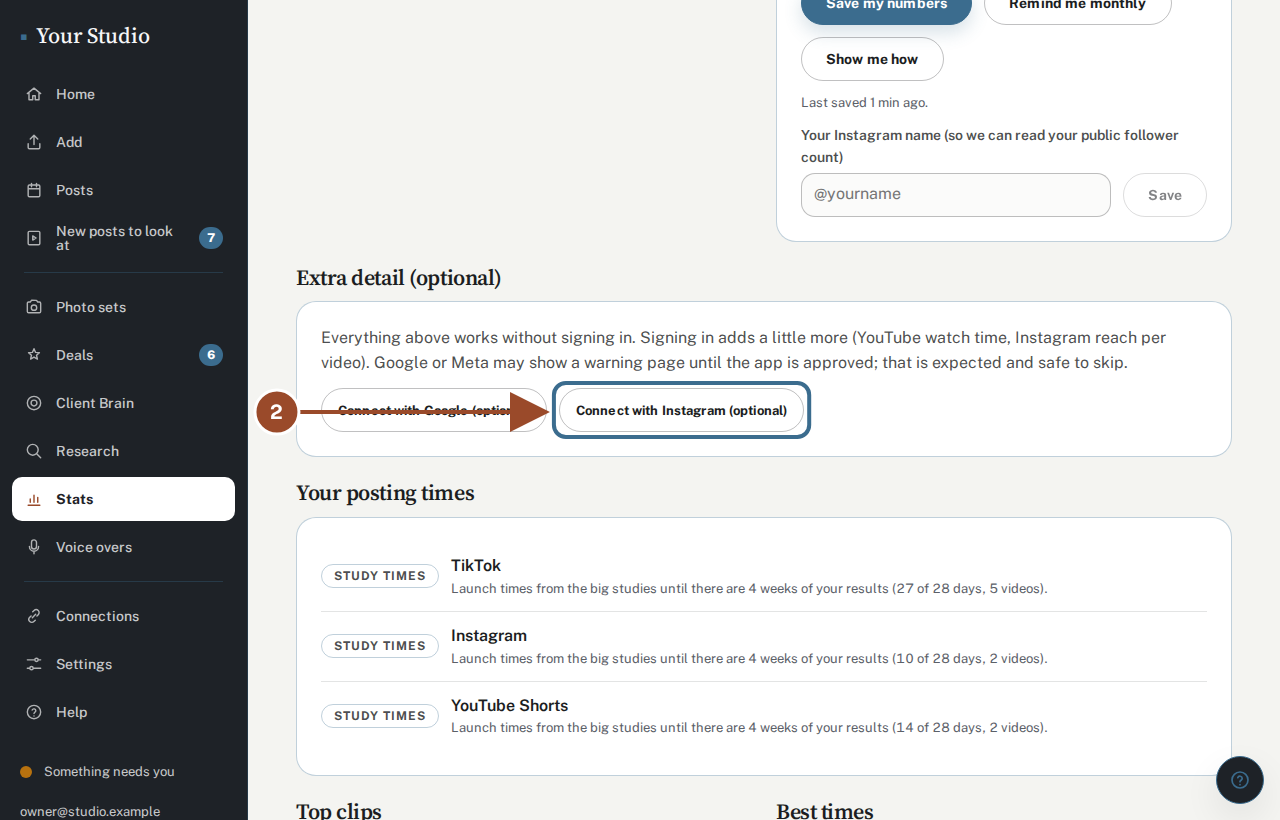 Your Studio
Home
Add
Posts
New posts to look
at
7
Photo sets
Deals
6
Client Brain
Research
Stats
Voice overs
Connections
Settings
Help
Something needs you
owner@studio.example
Save my numbers
Remind me monthly
Show me how
Last saved 1 min ago.
Your Instagram name (so we can read your public follower
count)
@yourname
Save
Extra detail (optional)
Everything above works without signing in. Signing in adds a little more (YouTube watch time, Instagram reach per
video). Google or Meta may show a warning page until the app is approved; that is expected and safe to skip.
2
Connect with Google
Connect with Instagram (optional)
Your posting times
STUDY TIMES
TikTok
Launch times from the big studies until there are 4 weeks of your results (27 of 28 days, 5 videos).
STUDY TIMES
Instagram
Launch times from the big studies until there are 4 weeks of your results (10 of 28 days, 2 videos).
STUDY TIMES
YouTube Shorts
Launch times from the big studies until there are 4 weeks of your results (14 of 28 days, 2 videos).
Top clips
Best times